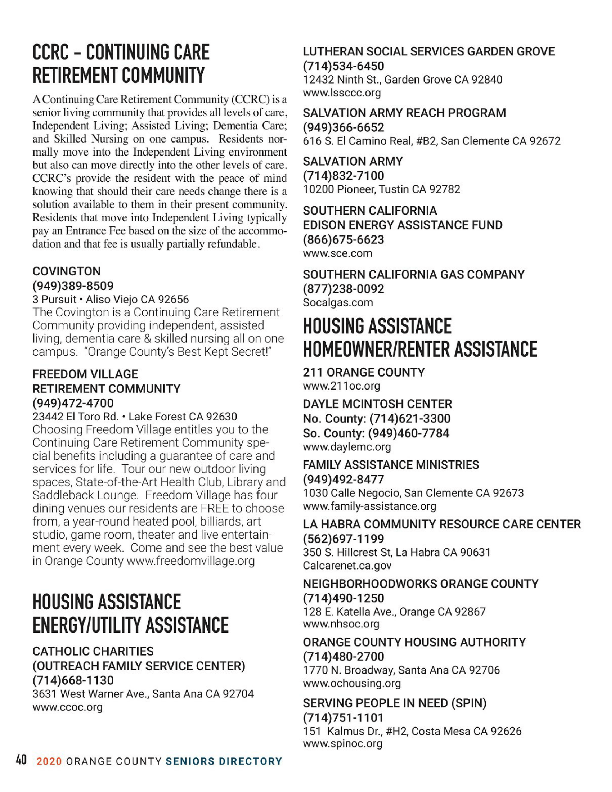 CCRC – CONTINUING CARE
RETIREMENT COMMUNITY
A Continuing Care Retirement Community (CCRC) is a
senior living community that provides all levels of care,
Independent Living; Assisted Living; Dementia Care;
and Skilled Nursing on one campus. Residents nor-
mally move into the Independent Living environment
but also can move directly into the other levels of care.
CCRC's provide the resident with the peace of mind
knowing that should their care needs change there is a
solution available to them in their present community.
Residents that move into Independent Living typically
pay an Entrance Fee based on the size of the accommo-
dation and that fee is usually partially refundable.
COVINGTON
(949)389-8509
3 Pursuit • Aliso Viejo CA 92656
The Covington is a Continuing Care Retirement
Community providing independent, assisted
living, dementia care & skilled nursing all on one
campus. "Orange County's Best Kept Secret!"
FREEDOM VILLAGE
RETIREMENT COMMUNITY
(949)472-4700
23442 El Toro Rd. • Lake Forest CA 92630
Choosing Freedom Village entitles you to the
Continuing Care Retirement Community spe-
cial benefits including a guarantee of care and
services for life. Tour our new outdoor living
spaces, State-of-the-Art Health Club, Library and
Saddleback Lounge. Freedom Village has four
dining venues our residents are FREE to choose
from, a year-round heated pool, billiards, art
studio, game room, theater and live entertain-
ment every week. Come and see the best value
in Orange County www.freedomvillage.org
HOUSING ASSISTANCE
ENERGY/UTILITY ASSISTANCE
CATHOLIC CHARITIES
(OUTREACH FAMILY SERVICE CENTER)
(714)668-1130
3631 West Warner Ave., Santa Ana CA 92704
www.ccoc.org
LUTHERAN SOCIAL SERVICES GARDEN GROVE
(714)534-6450
12432 Ninth St., Garden Grove CA 92840
www.lssccc.org
SALVATION ARMY REACH PROGRAM
(949)366-6652
616 S. El Camino Real, #B2, San Clemente CA 92672
SALVATION ARMY
(714)832-7100
10200 Pioneer, Tustin CA 92782
SOUTHERN CALIFORNIA
EDISON ENERGY ASSISTANCE FUND
(866)675-6623
www.sce.com
SOUTHERN CALIFORNIA GAS COMPANY
(877)238-0092
Socalgas.com
HOUSING ASSISTANCE
HOMEOWNER/RENTER ASSISTANCE
211 ORANGE COUNTY
www.211oc.org
DAYLE MCINTOSH CENTER
No. County: (714)621-3300
So. County: (949)460-7784
www.daylemc.org
FAMILY ASSISTANCE MINISTRIES
(949)492-8477
1030 Calle Negocio, San Clemente CA 92673
www.family-assistance.org
LA HABRA COMMUNITY RESOURCE CARE CENTER
(562)697-1199
350 S. Hillcrest St, La Habra CA 90631
Calcarenet.ca.gov
NEIGHBORHOODWORKS ORANGE COUNTY
(714)490-1250
128 E. Katella Ave., Orange CA 92867
www.nhsoc.org
ORANGE COUNTY HOUSING AUTHORITY
(714)480-2700
1770 N. Broadway, Santa Ana CA 92706
www.ochousing.org
SERVING PEOPLE IN NEED (SPIN)
(714)751-1101
151 Kalmus Dr., #H2, Costa Mesa CA 92626
www.spinoc.org
40 2020 ORANGE COUNTY SENIORS DIRECTORY